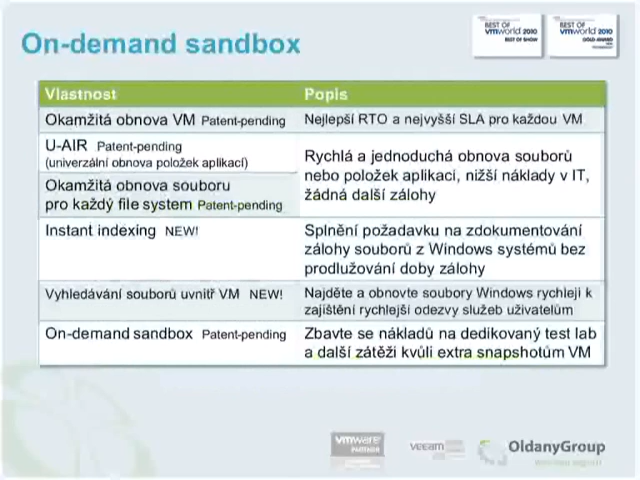 On-demand sandbox
BEST OF
vmworld 2010
BEST OF SHOW
BEST OF
vmworld 2010
GOLD AWARD
Vlastnost
Popis
Okamžitá obnova VM Patent-pending
Nejlepší RTO a nejvyšší SLA pro každou VM
U-AIR Patent-pending
(univerzální obnova položek aplikací)
Okamžitá obnova souboru
pro každý file system Patent-pending
Rychlá a jednoduchá obnova souborů
nebo položek aplikaci, nižší náklady v IT,
žádná další zálohy
Instant indexing NEW!
Splnění požadavku na zdokumentování
zálohy souborů z Windows systémů bez
prodlužování doby zálohy
Vyhledávání souborů uvnitř VM NEW!
Najděte a obnovte soubory Windows rychleji k
zajištění rychlejší odezvy služeb uživatelům
On-demand sandbox Patent-pending
Zbavte se nákladů na dedikovaný test lab
a další zátěži kvůli extra snapshotům VM
vmware
PARTNER
veeam
OldanyGroup